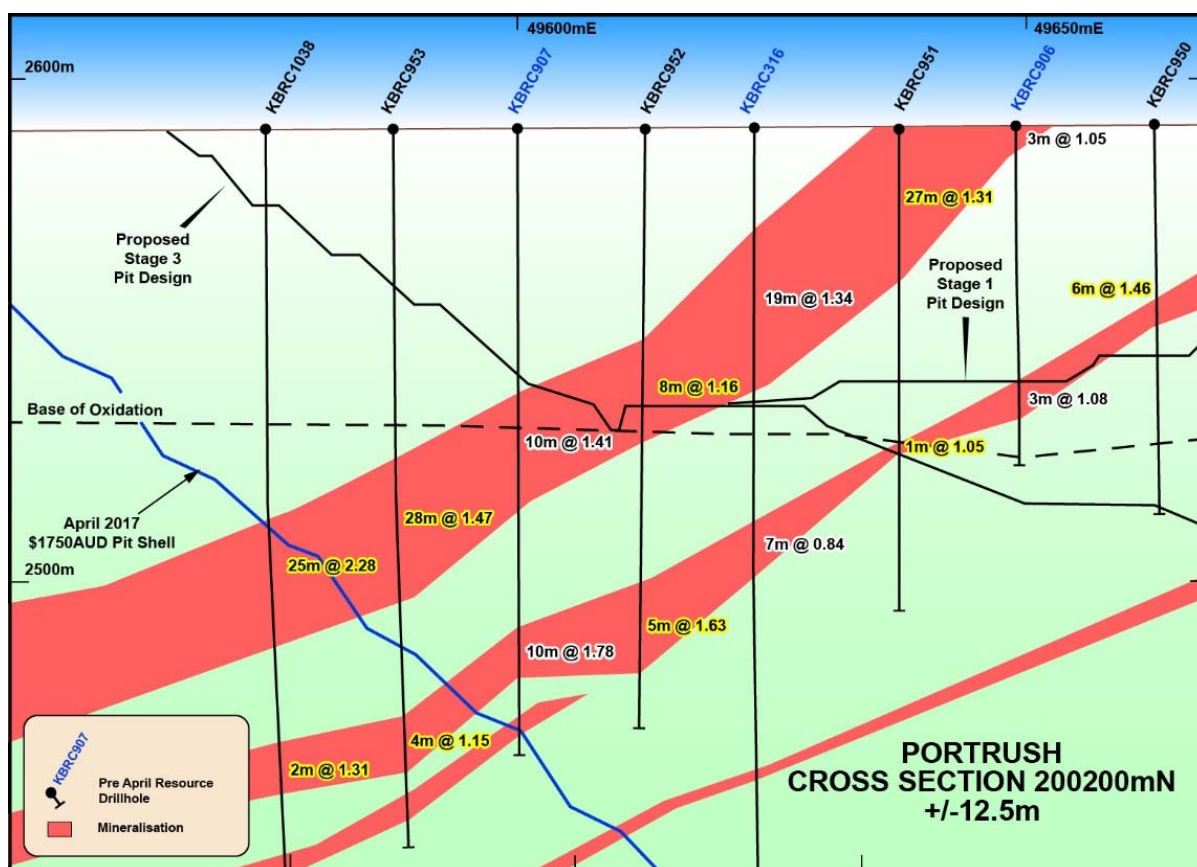 49600mE
49650mE
2600m
KBRC1038
KBRC953
KBRC907
KBRC952
KBRC316
KBRC951
KBRC906
KBRC950
3m @ 1.05
27m @ 1.31
Proposed
Stage 3
Pit Design
Proposed
Stage 1
Pit Design
6m @ 1.46
19m @ 1.34
8m @ 1.16
3m @ 1.08
Base of Oxidation
10m @ 1.41
1m @ 1.05
April 2017
$1750AUD Pit Shell
28m @ 1.47
7m @ 0.84
25m @ 2.28
2500m
5m @ 1.63
10m @ 1.78
4m @ 1.15
2m @ 1.31
KBRC907
Pre April Resource
Drillhole
Mineralisation
PORTRUSH
CROSS SECTION 200200mN
+/-12.5m